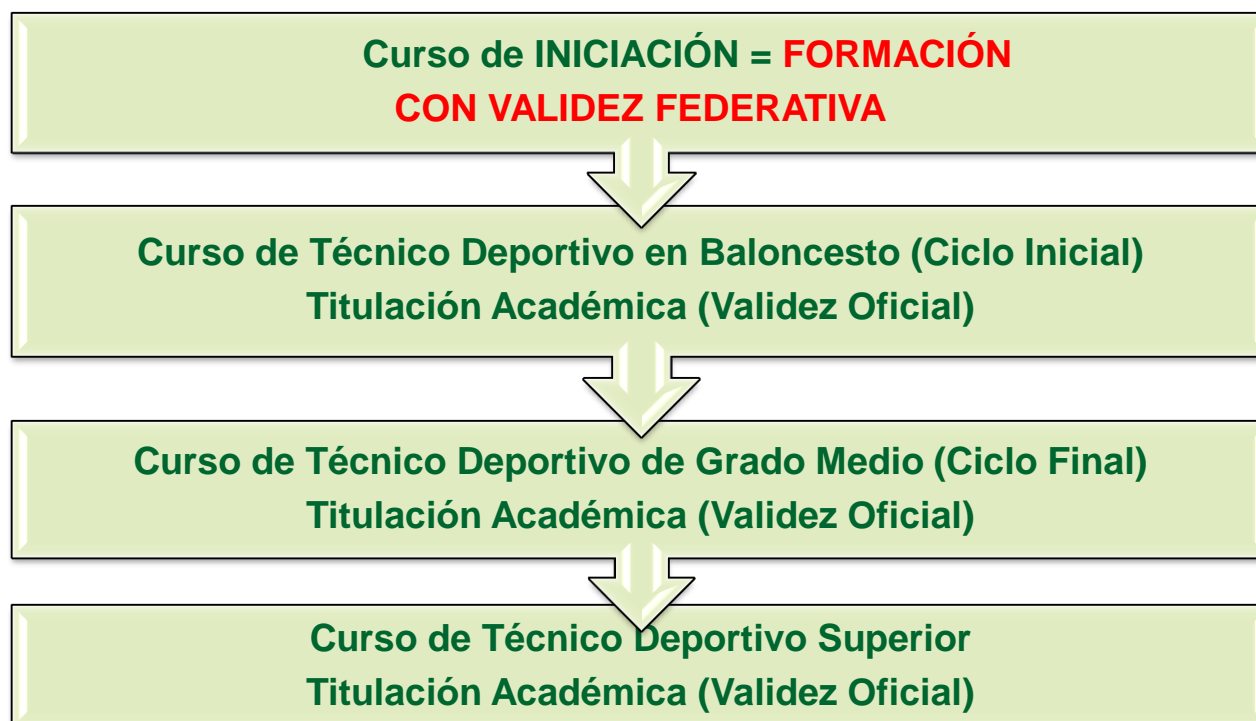 Curso de INICIACIÓN = FORMACIÓN
CON VALIDEZ FEDERATIVA
Curso de Técnico Deportivo en Baloncesto (Ciclo Inicial)
Titulación Académica (Validez Oficial)
Curso de Técnico Deportivo de Grado Medio (Ciclo Final)
Titulación Académica (Validez Oficial)
Curso de Técnico Deportivo Superior
Titulación Académica (Validez Oficial)